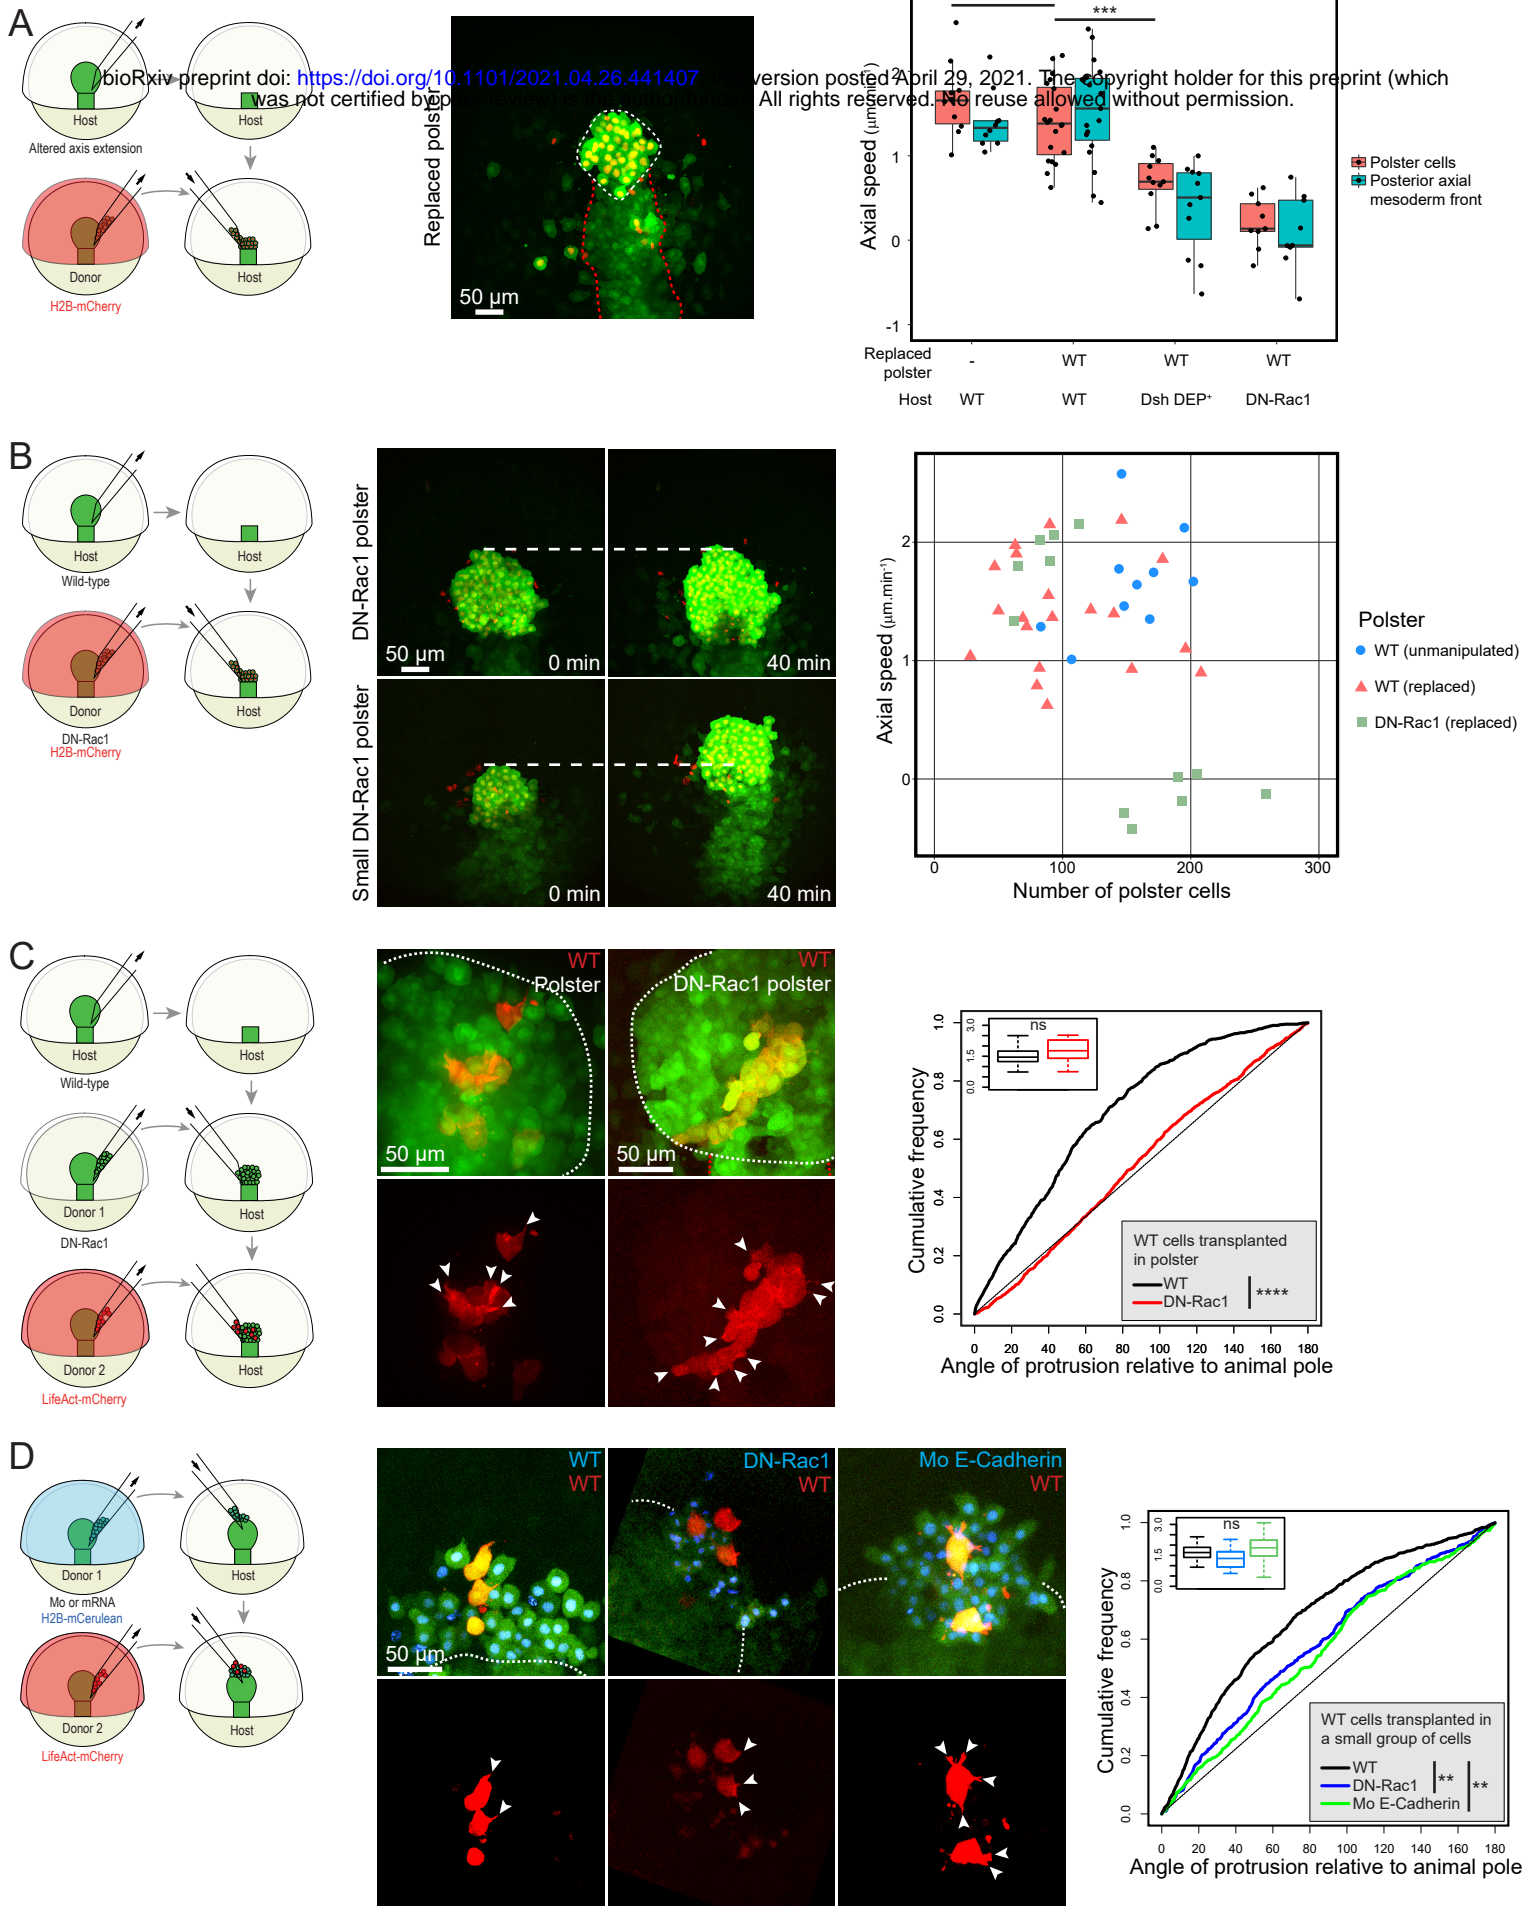 A
Host
Altered axis extension
Host
Donor
H2B-mCherry
Host
bioRxiv preprint doi: https://doi.org/10.1101/2021.04.26.441407 version posted April 29, 2021. The copyright holder for this preprint (which
was not certified by peer review) is the author/funder. All rights reserved. No reuse allowed without permission.
Replaced polster
50 µm
***
Axial speed (µm.min⁻¹)
2
1
0
-1
Polster cells
Posterior axial
mesoderm front
Replaced
polster
-
WT
WT
WT
Host
WT
WT
Dsh DEP⁺
DN-Rac1
B
Host
Wild-type
Host
Donor
DN-Rac1
H2B-mCherry
Host
DN-Rac1 polster
50 µm
0 min
40 min
Small DN-Rac1 polster
0 min
40 min
Axial speed (µm.min⁻¹)
2
1
0
0
100
200
300
Number of polster cells
Polster
WT (unmanipulated)
WT (replaced)
DN-Rac1 (replaced)
C
Host
Wild-type
Host
Donor 1
DN-Rac1
Host
Donor 2
LifeAct-mCherry
Host
WT
Polster
50 µm
WT
DN-Rac1 polster
50 µm
Cumulative frequency
1.0
0.8
0.6
0.4
0.2
0.0
3.0
1.5
0.0
ns
WT cells transplanted
in polster
WT
DN-Rac1
****
0 20 40 60 80 100 120 140 160 180
Angle of protrusion relative to animal pole
D
Donor 1
Mo or mRNA
H2B-mCerulean
Host
Donor 2
LifeAct-mCherry
Host
WT
WT
50 µm
DN-Rac1
WT
Mo E-Cadherin
WT
Cumulative frequency
1.0
0.8
0.6
0.4
0.2
0.0
3.0
1.5
0.0
ns
WT cells transplanted in
a small group of cells
WT
DN-Rac1
Mo E-Cadherin
**
**
0 20 40 60 80 100 120 140 160 180
Angle of protrusion relative to animal pole